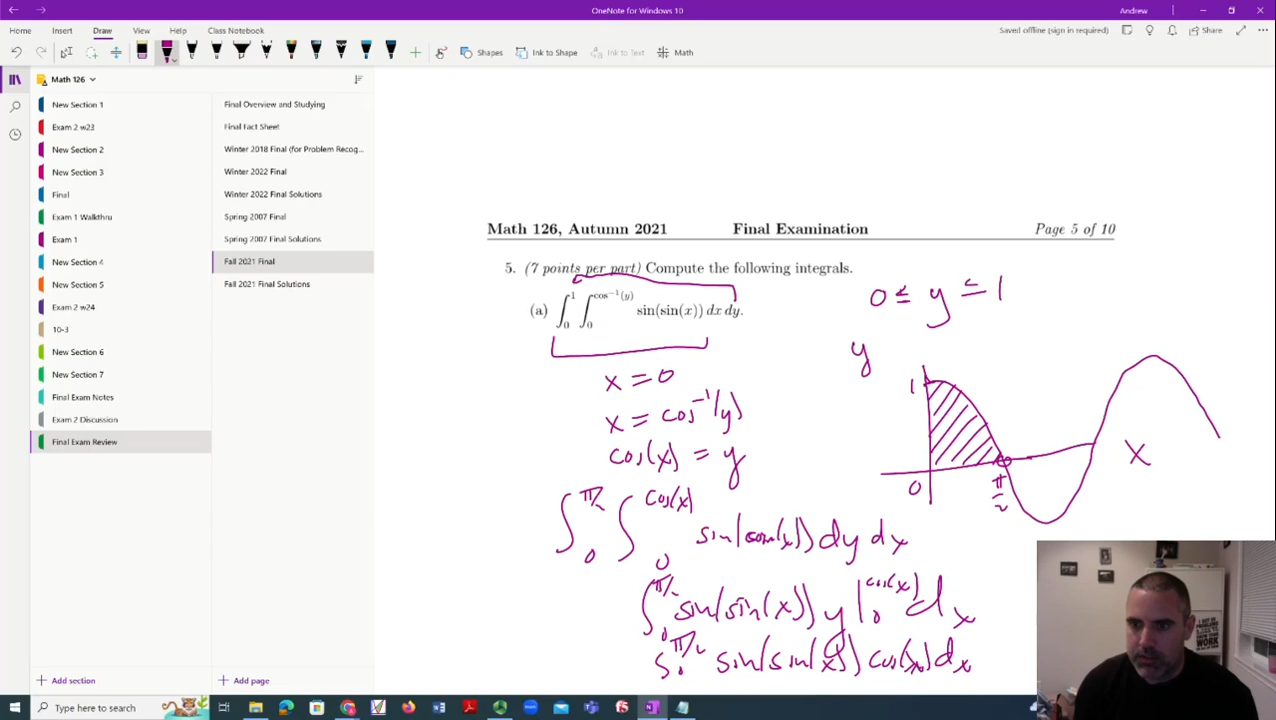 OneNote for Windows 10
Andrew
Home Insert Draw View Help Class Notebook
Saved offline (sign in required)
Share
Shapes Ink to Shape Ink to Text Math
Math 126
New Section 1
Exam 2 w23
New Section 2
New Section 3
Final
Exam 1 Walkthru
Exam 1
New Section 4
New Section 5
Exam 2 w24
10-3
New Section 6
New Section 7
Final Exam Notes
Exam 2 Discussion
Final Exam Review
Add section
Final Overview and Studying
Final Fact Sheet
Winter 2018 Final (for Problem Recog...
Winter 2022 Final
Winter 2022 Final Solutions
Spring 2007 Final
Spring 2007 Final Solutions
Fall 2021 Final
Fall 2021 Final Solutions
Add page
Math 126, Autumn 2021 Final Examination Page 5 of 10
5. (7 points per part) Compute the following integrals.
(a) ∫₀¹ ∫₀^{cos⁻¹(y)} sin(sin(x)) dx dy.
0 ≤ y ≤ 1
y
1
0
π/2
x
x = 0
x = cos⁻¹(y)
cos(x) = y
∫₀^{π/2} ∫₀^{cos(x)} sin(sin(x)) dy dx
∫₀^{π/2} sin(sin(x)) y |₀^{cos(x)} dx
∫₀^{π/2} sin(sin(x)) cos(x) dx
Type here to search